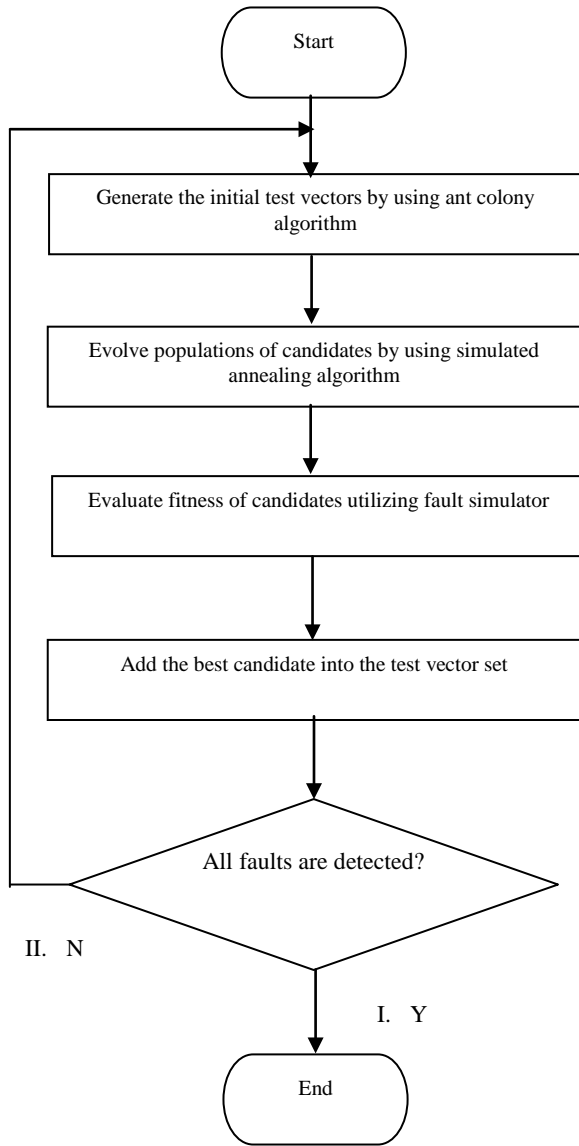 Start
Generate the initial test vectors by using ant colony
algorithm
Evolve populations of candidates by using simulated
annealing algorithm
Evaluate fitness of candidates utilizing fault simulator
Add the best candidate into the test vector set
All faults are detected?
II. N
I. Y
End